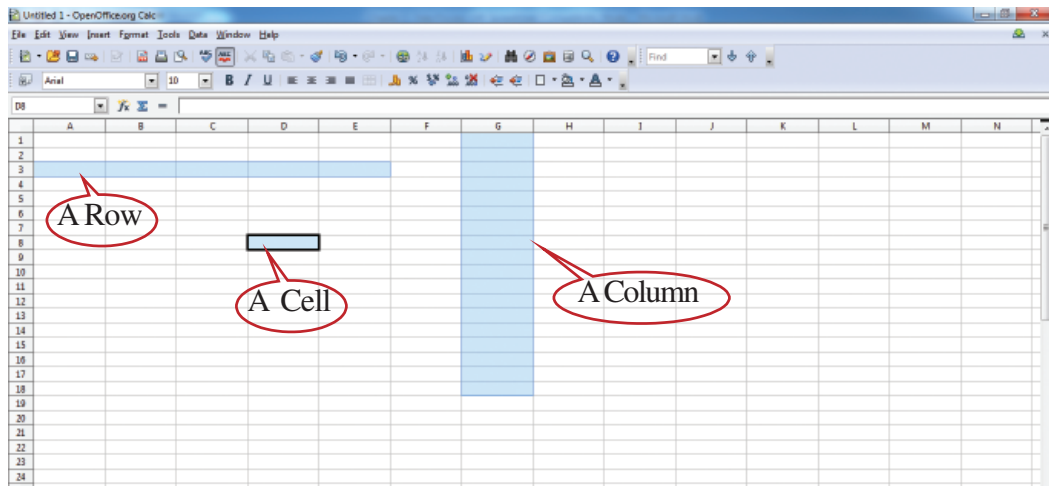 Untitled 1 - OpenOffice.org Calc
File Edit View Insert Format Tools Data Window Help
Find
Arial 10 B I U
D8
A B C D E F G H I J K L M N
1
2
3
4
5
A Row
6
7
8
9
10
11
A Cell
A Column
12
13
14
15
16
17
18
19
20
21
22
23
24